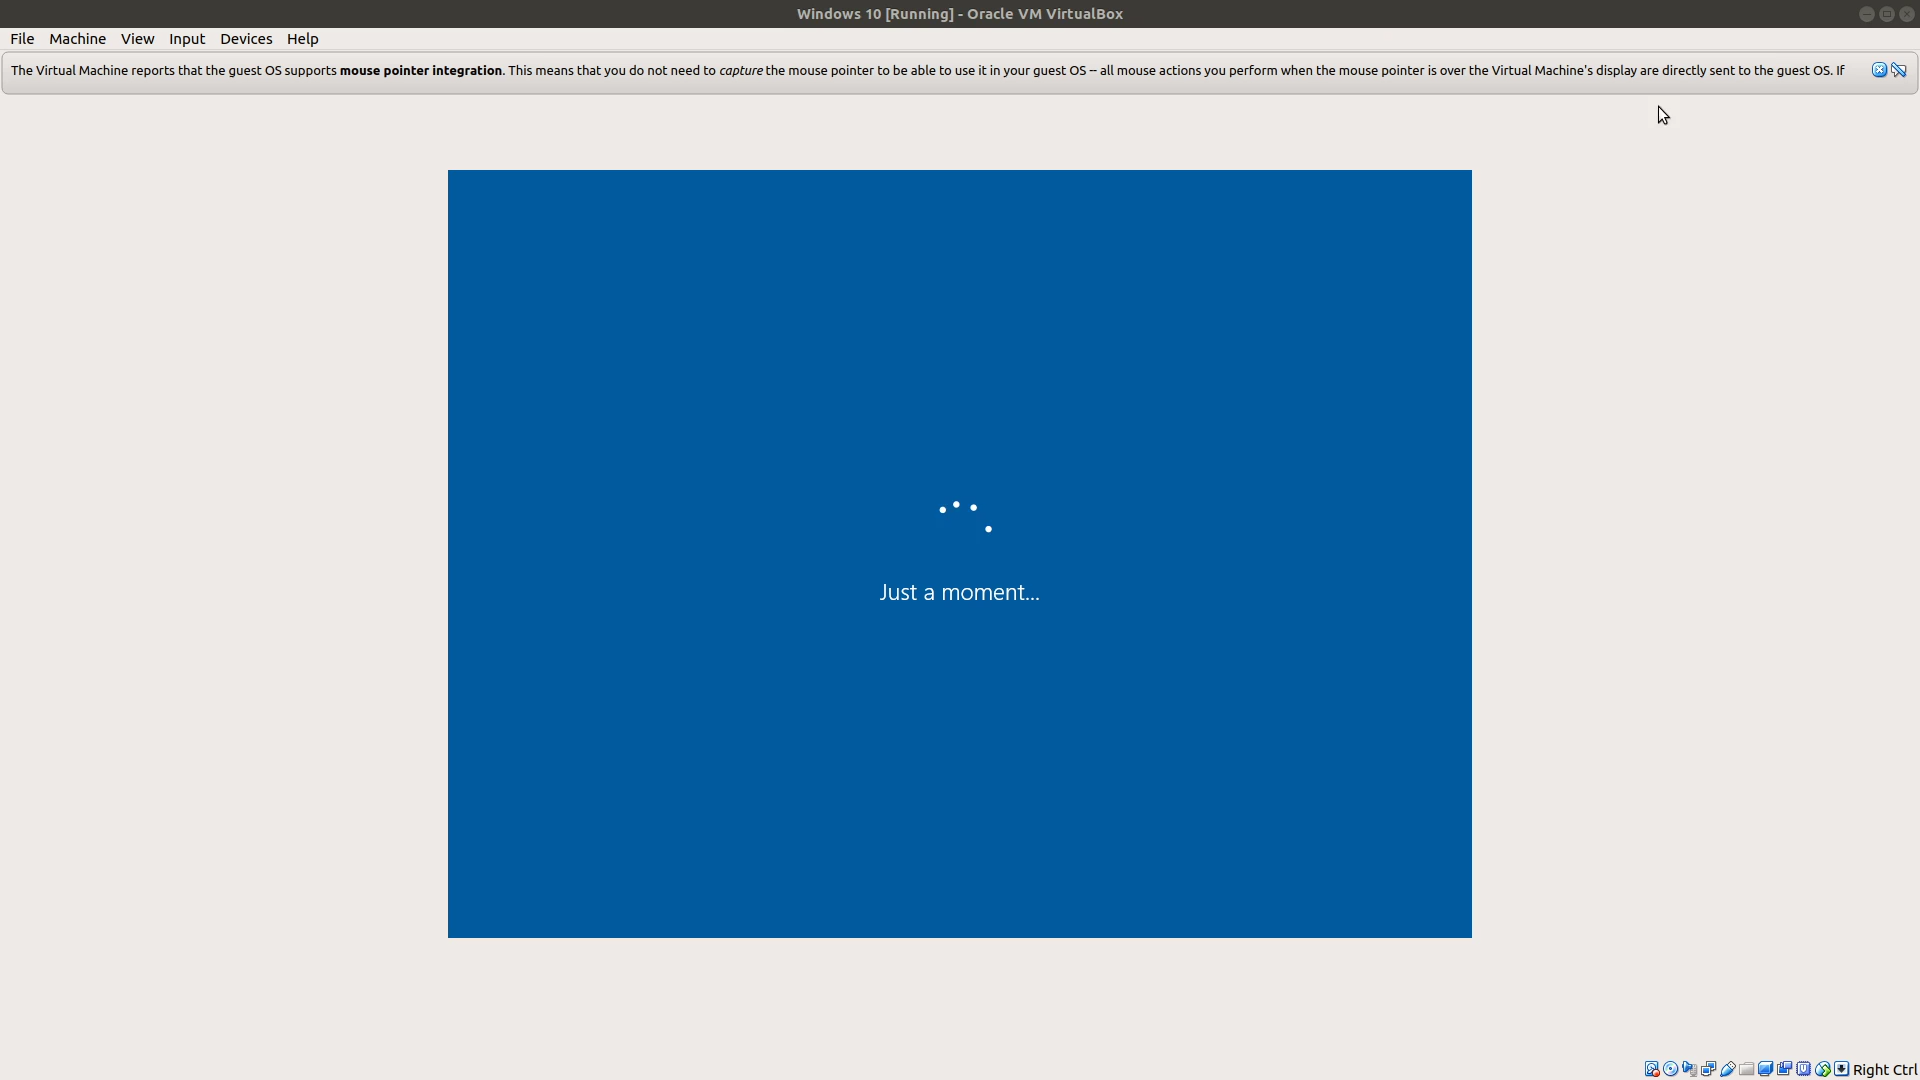 Windows 10 [Running] - Oracle VM VirtualBox
File Machine View Input Devices Help
The Virtual Machine reports that the guest OS supports mouse pointer integration. This means that you do not need to capture the mouse pointer to be able to use it in your guest OS -- all mouse actions you perform when the mouse pointer is over the Virtual Machine's display are directly sent to the guest OS. If
Just a moment...
Right Ctrl